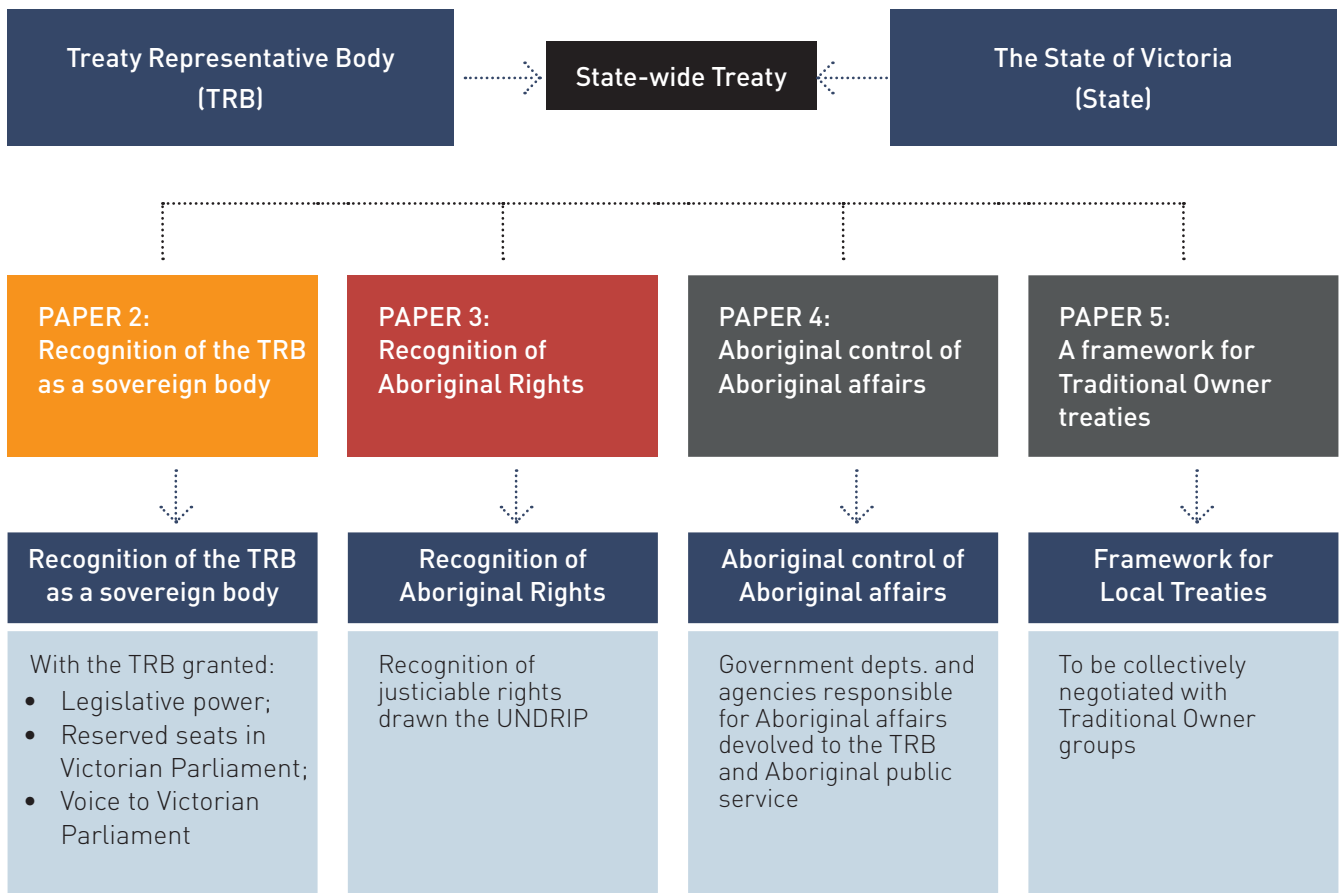 Treaty Representative Body
(TRB)
State-wide Treaty
The State of Victoria
(State)
PAPER 2:
Recognition of the TRB
as a sovereign body
PAPER 3:
Recognition of
Aboriginal Rights
PAPER 4:
Aboriginal control of
Aboriginal affairs
PAPER 5:
A framework for
Traditional Owner
treaties
Recognition of the TRB
as a sovereign body
Recognition of
Aboriginal Rights
Aboriginal control of
Aboriginal affairs
Framework for
Local Treaties
With the TRB granted:
• Legislative power;
• Reserved seats in
Victorian Parliament;
• Voice to Victorian
Parliament
Recognition of
justiciable rights
drawn the UNDRIP
Government depts. and
agencies responsible
for Aboriginal affairs
devolved to the TRB
and Aboriginal public
service
To be collectively
negotiated with
Traditional Owner
groups